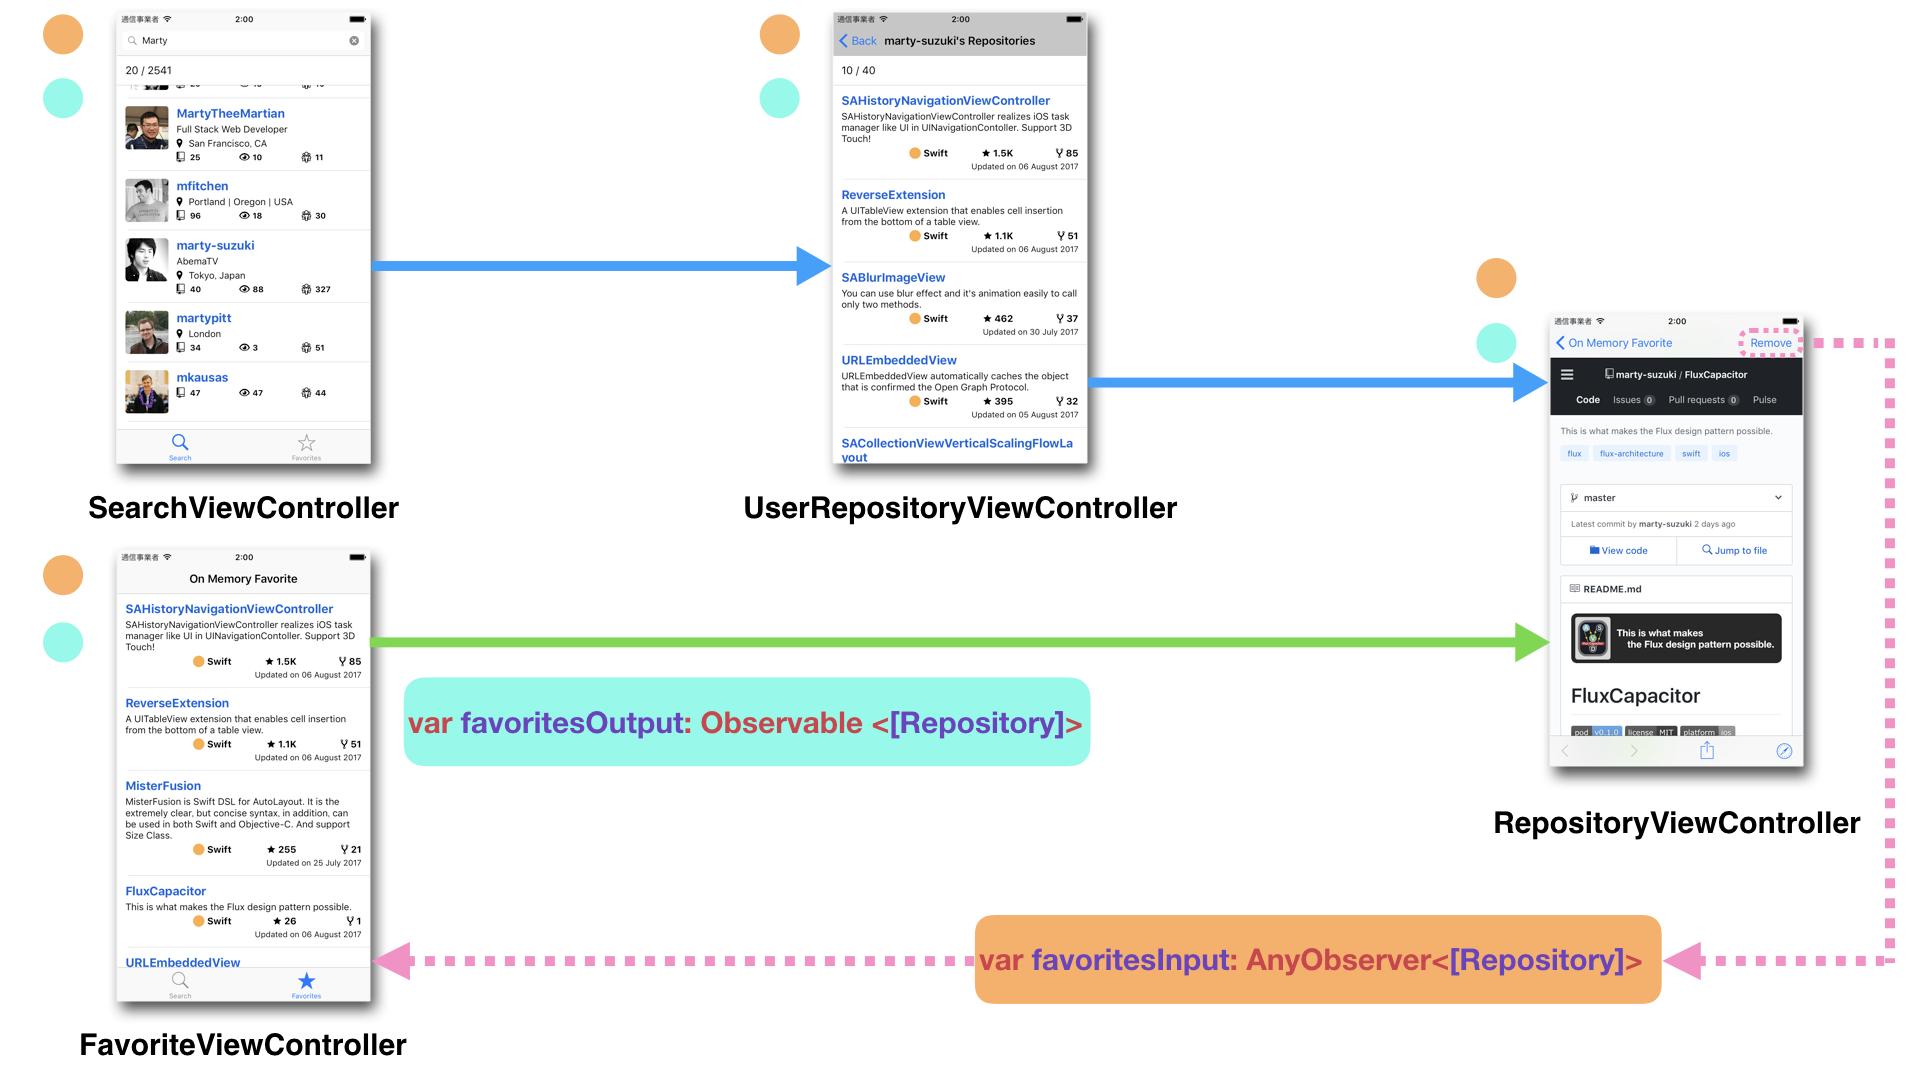 通信事業者 2:00
Marty
20 / 2541
MartyTheeMartian
Full Stack Web Developer
San Francisco, CA
25 10 11
mfitchen
Portland | Oregon | USA
96 18 30
marty-suzuki
AbemaTV
Tokyo, Japan
40 88 327
martypitt
London
34 3 51
mkausas
47 47 44
Search Favorites
SearchViewController
通信事業者 2:00
Back marty-suzuki's Repositories
10 / 40
SAHistoryNavigationViewController
SAHistoryNavigationViewController realizes iOS task
manager like UI in UINavigationContoller. Support 3D
Touch!
Swift 1.5K 85
Updated on 06 August 2017
ReverseExtension
A UITableView extension that enables cell insertion
from the bottom of a table view.
Swift 1.1K 51
Updated on 06 August 2017
SABlurImageView
You can use blur effect and it's animation easily to call
only two methods.
Swift 462 37
Updated on 30 July 2017
URLEmbeddedView
URLEmbeddedView automatically caches the object
that is confirmed the Open Graph Protocol.
Swift 395 32
Updated on 05 August 2017
SACollectionViewVerticalScalingFlowLa
yout
UserRepositoryViewController
通信事業者 2:00
On Memory Favorite Remove
marty-suzuki / FluxCapacitor
Code Issues 0 Pull requests 0 Pulse
This is what makes the Flux design pattern possible.
flux flux-architecture swift ios
master
Latest commit by marty-suzuki 2 days ago
View code Jump to file
README.md
This is what makes
the Flux design pattern possible.
FluxCapacitor
pod v0.1.0 license MIT platform ios
RepositoryViewController
通信事業者 2:00
On Memory Favorite
SAHistoryNavigationViewController
SAHistoryNavigationViewController realizes iOS task
manager like UI in UINavigationContoller. Support 3D
Touch!
Swift 1.5K 85
Updated on 06 August 2017
ReverseExtension
A UITableView extension that enables cell insertion
from the bottom of a table view.
Swift 1.1K 51
Updated on 06 August 2017
MisterFusion
MisterFusion is Swift DSL for AutoLayout. It is the
extremely clear, but concise syntax, in addition, can
be used in both Swift and Objective-C. And support
Size Class.
Swift 255 21
Updated on 25 July 2017
FluxCapacitor
This is what makes the Flux design pattern possible.
Swift 26 1
Updated on 06 August 2017
URLEmbeddedView
Search Favorites
FavoriteViewController
var favoritesOutput: Observable <[Repository]>
var favoritesInput: AnyObserver<[Repository]>